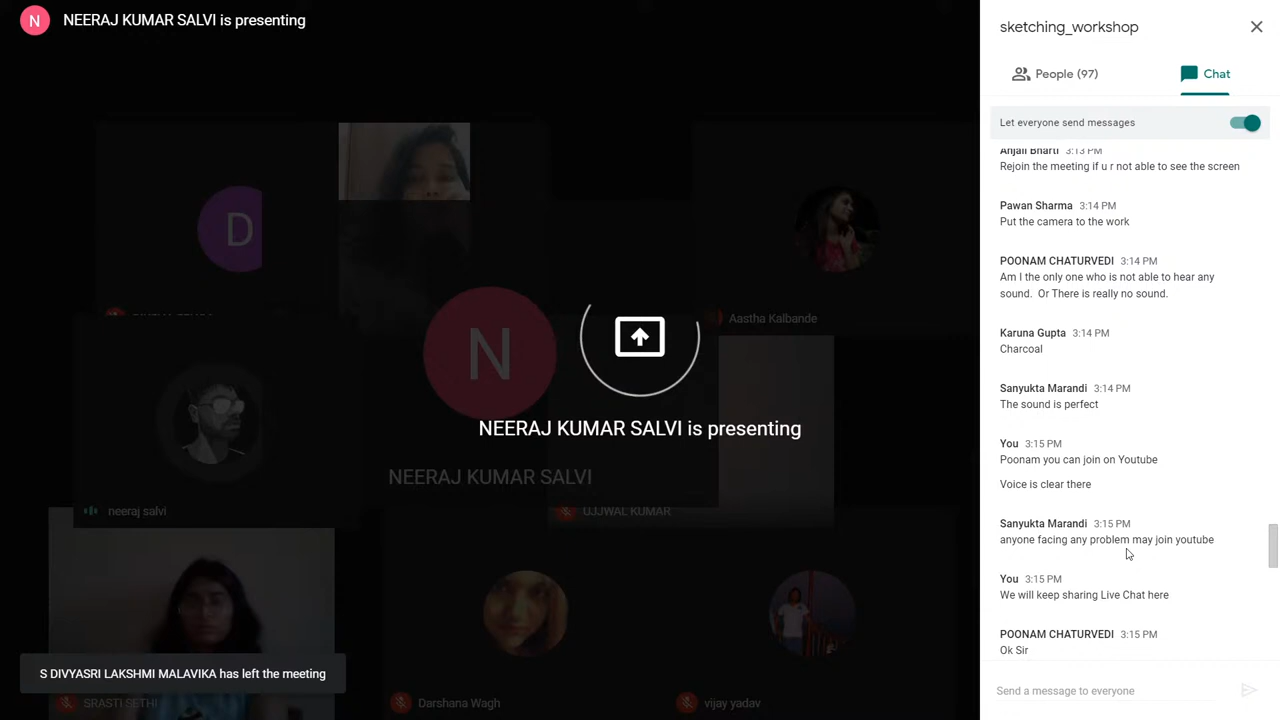 N
NEERAJ KUMAR SALVI is presenting
D
Aastha Kalbande
N
NEERAJ KUMAR SALVI is presenting
NEERAJ KUMAR SALVI
neeraj salvi
UJJWAL KUMAR
S DIVYASRI LAKSHMI MALAVIKA has left the meeting
SRASTI SETHI
Darshana Wagh
vijay yadav
sketching_workshop
People (97)
Chat
Let everyone send messages
Anjali Bharti 3:13 PM
Rejoin the meeting if u r not able to see the screen
Pawan Sharma 3:14 PM
Put the camera to the work
POONAM CHATURVEDI 3:14 PM
Am I the only one who is not able to hear any
sound. Or There is really no sound.
Karuna Gupta 3:14 PM
Charcoal
Sanyukta Marandi 3:14 PM
The sound is perfect
You 3:15 PM
Poonam you can join on Youtube
Voice is clear there
Sanyukta Marandi 3:15 PM
anyone facing any problem may join youtube
You 3:15 PM
We will keep sharing Live Chat here
POONAM CHATURVEDI 3:15 PM
Ok Sir
Send a message to everyone